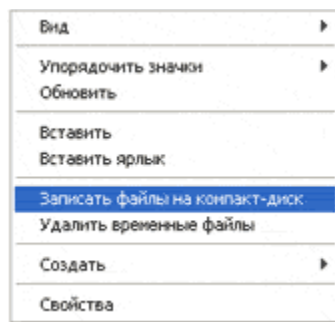 Вид
Упорядочить значки
Обновить
Вставить
Вставить ярлык
Записать файлы на компакт-диск
Удалить временные файлы
Создать
Свойства